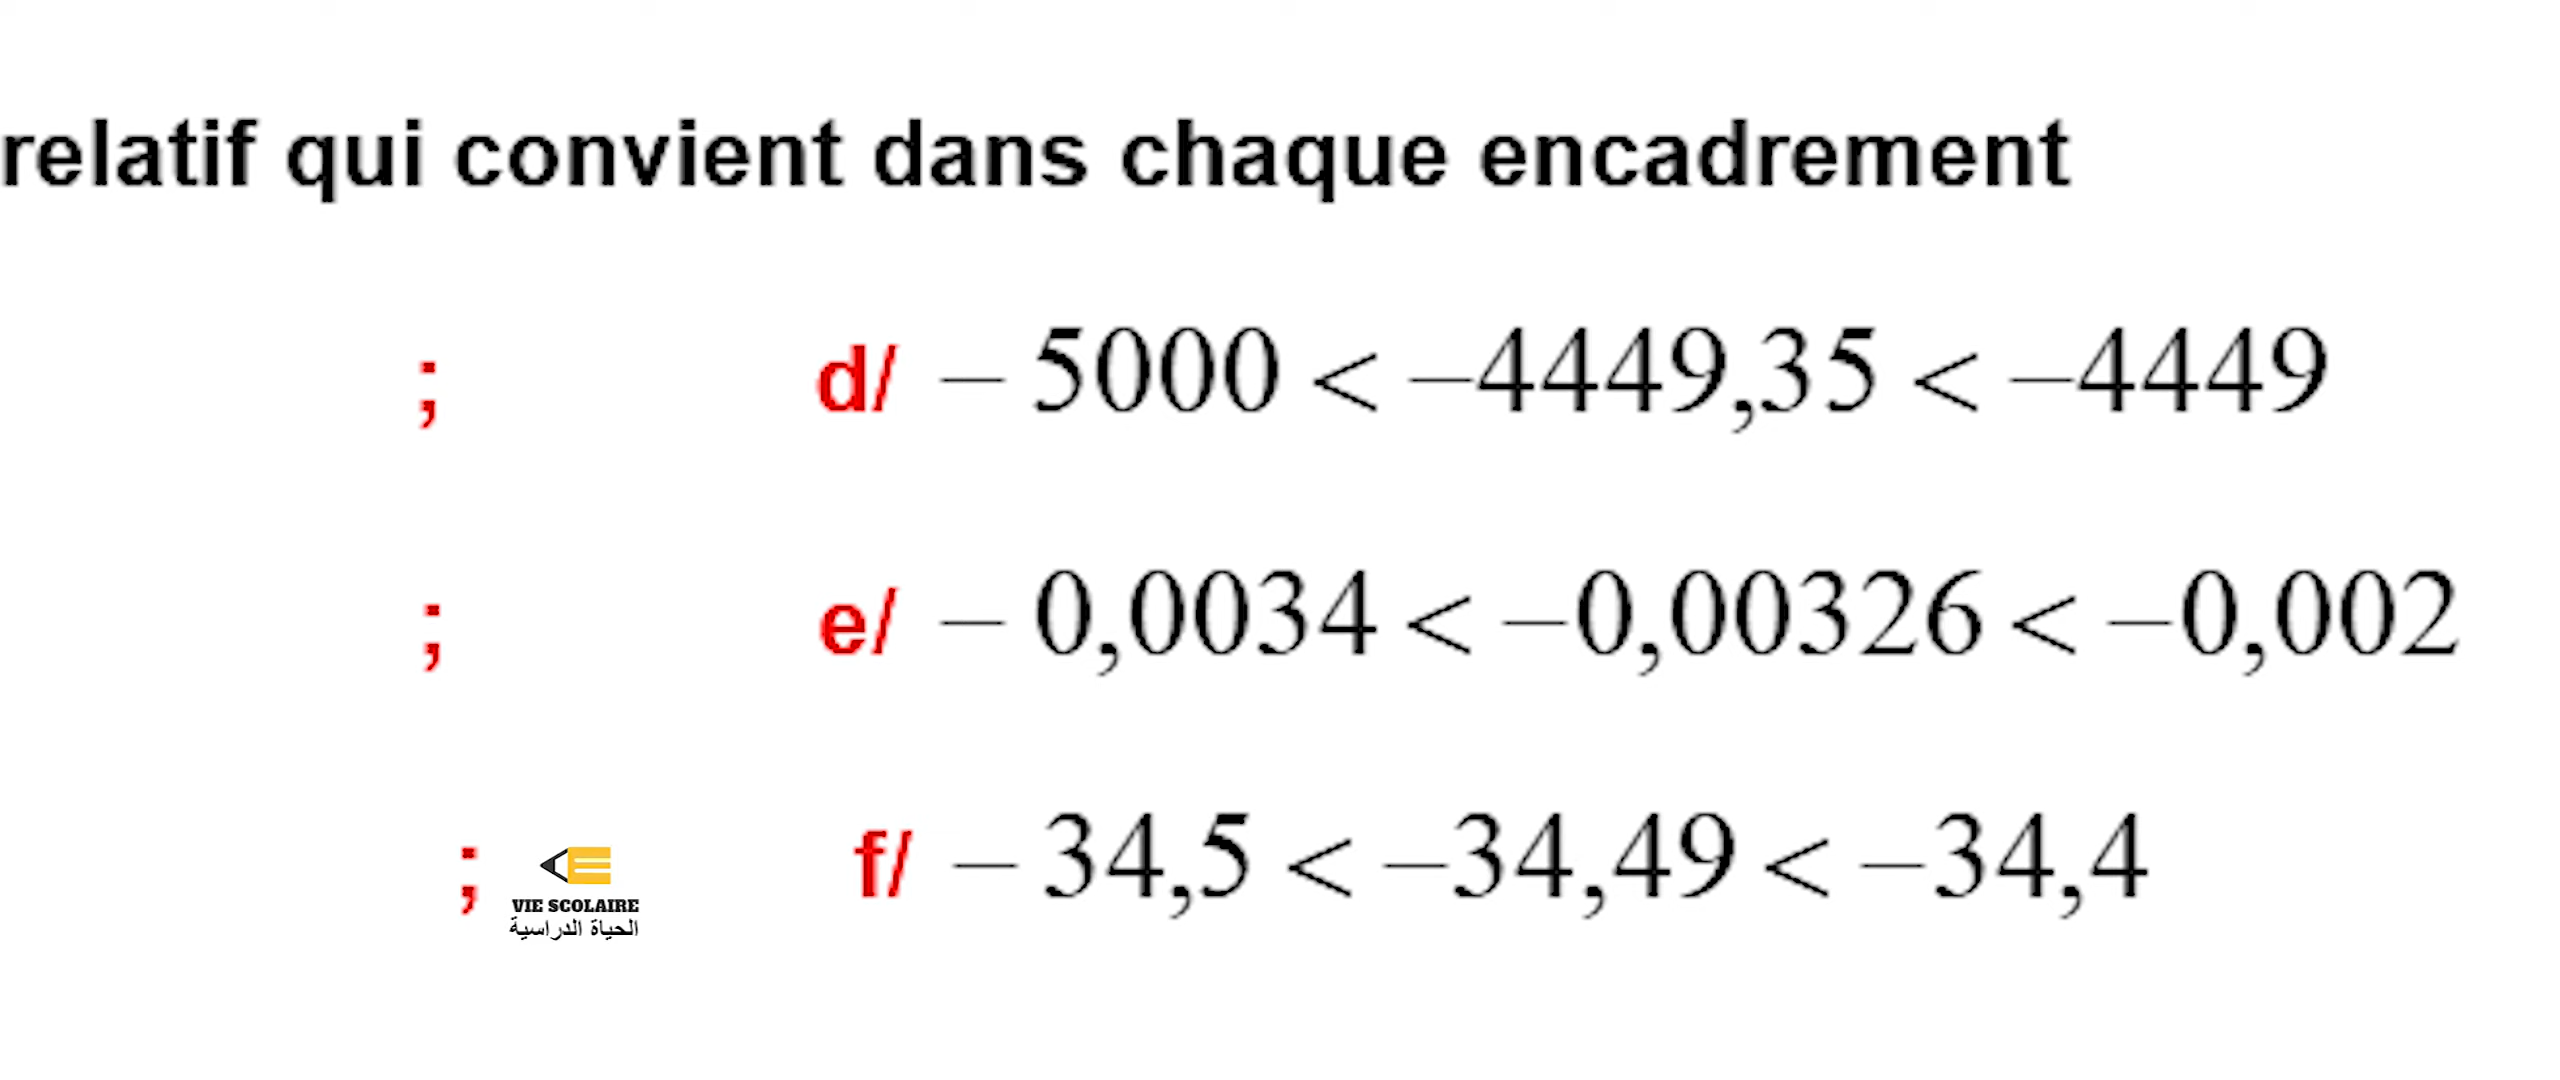 relatif qui convient dans chaque encadrement
; d/ – 5000 < –4449,35 < –4449
; e/ – 0,0034 < –0,00326 < –0,002
; f/ – 34,5 < –34,49 < –34,4
VIE SCOLAIRE
الحياة الدراسية